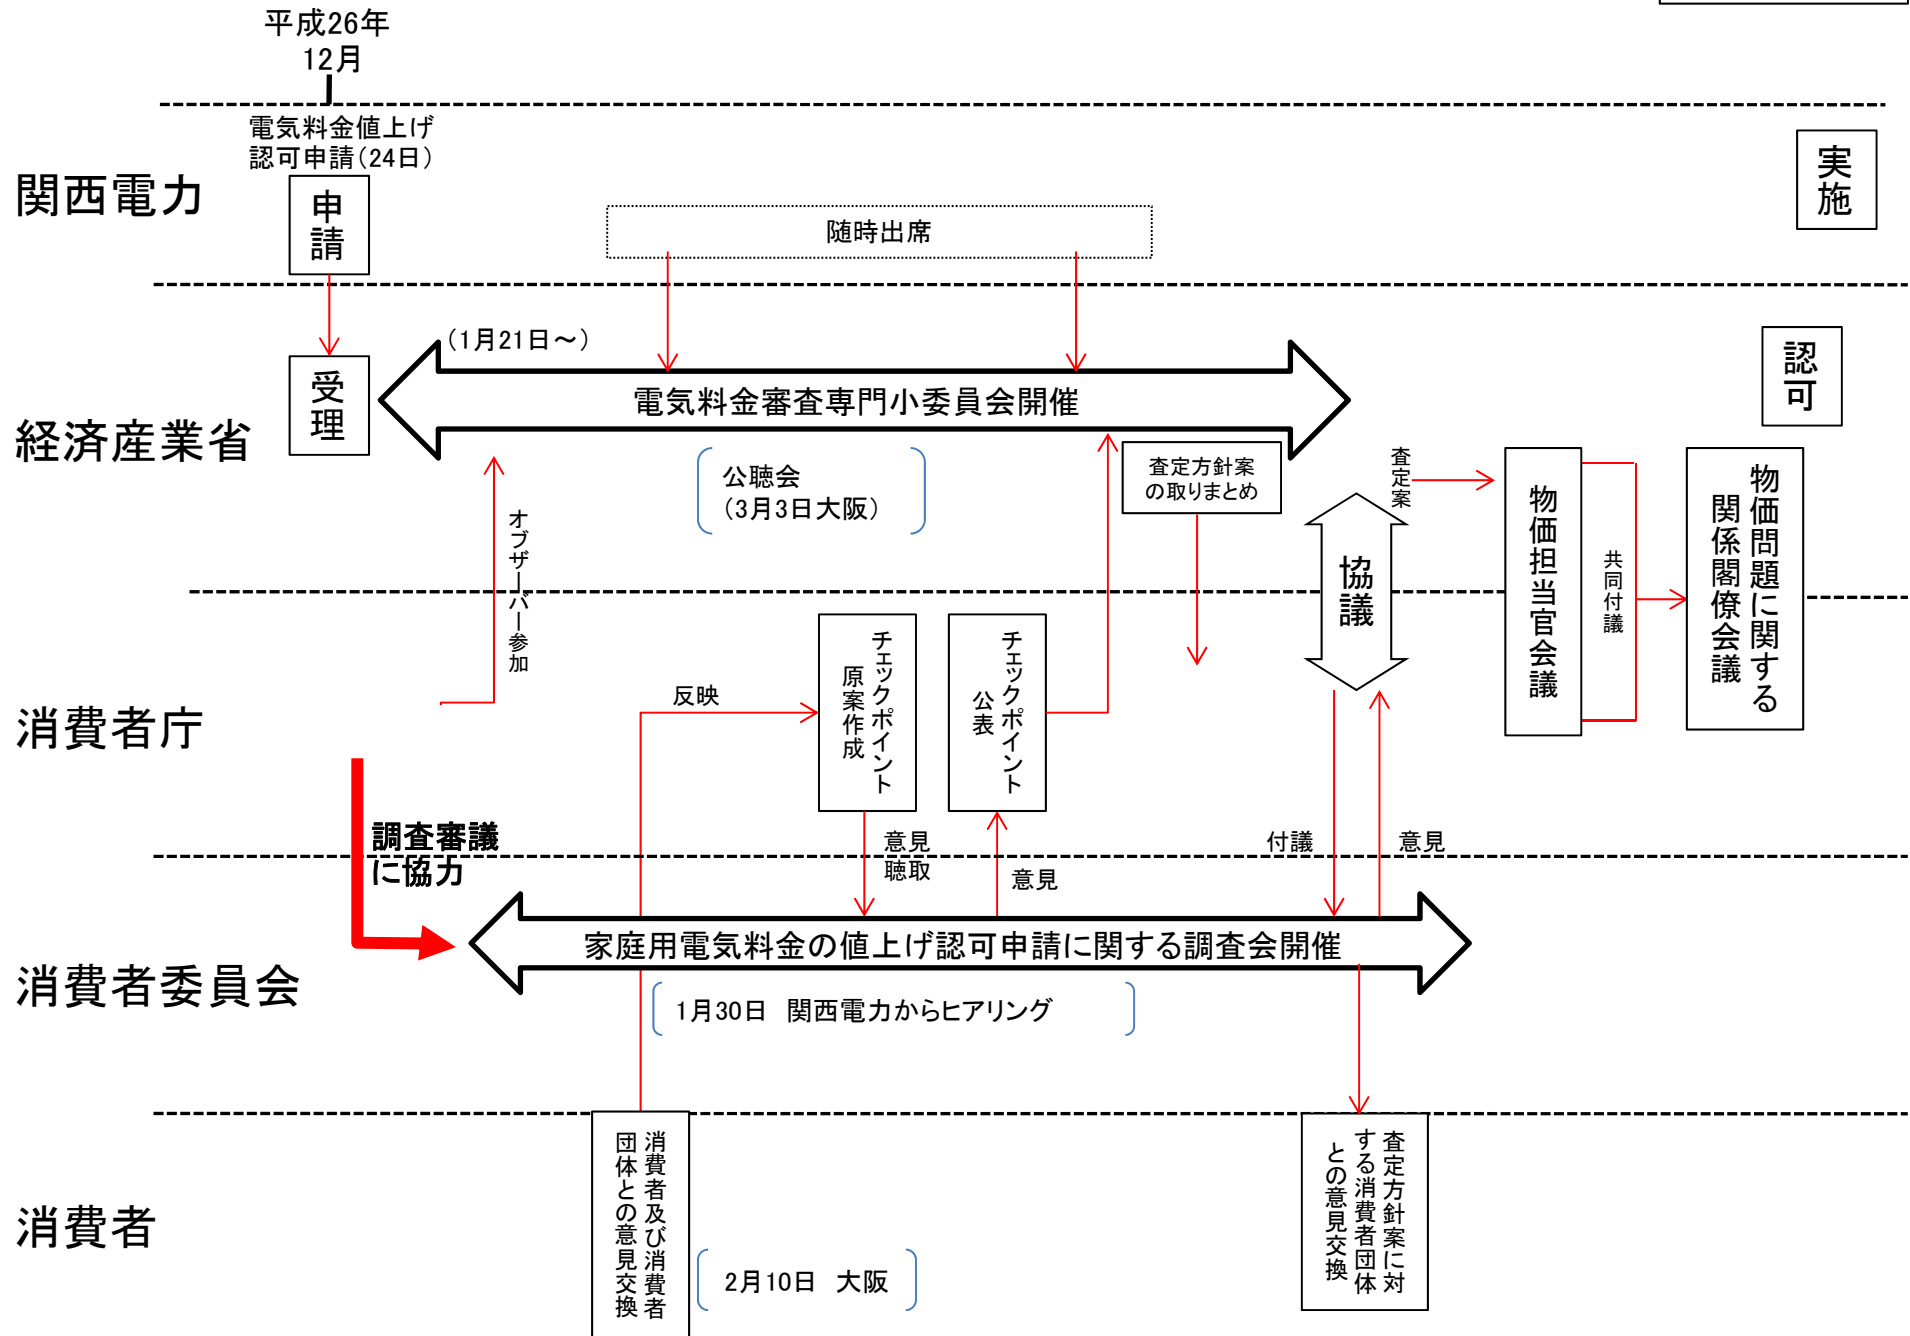 平成26年
12月
電気料金値上げ
認可申請(24日)
関西電力
申請
随時出席
実施
(1月21日～)
経済産業省
受理
電気料金審査専門小委員会開催
認可
公聴会
(3月3日大阪)
査定方針案
の取りまとめ
査定案
オブザーバー参加
協議
物価担当官会議
共同付議
物価問題に関する
関係閣僚会議
消費者庁
反映
チェックポイント
原案作成
チェックポイント
公表
調査審議
に協力
意見
聴取
意見
付議
意見
消費者委員会
家庭用電気料金の値上げ認可申請に関する調査会開催
1月30日　関西電力からヒアリング
消費者
消費者及び消費者
団体との意見交換
2月10日　大阪
査定方針案に対
する消費者団体
との意見交換